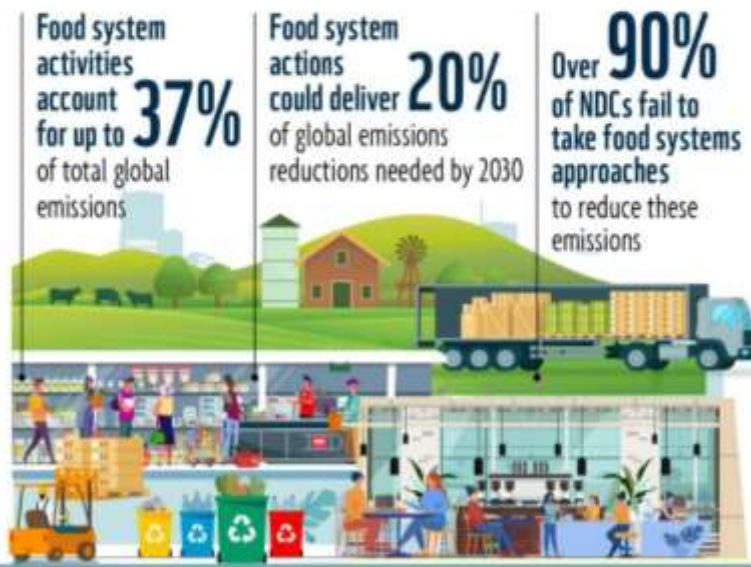 Food system
activities
account
for up to 37%
of total global
emissions
Food system
actions
could deliver 20%
of global emissions
reductions needed by 2030
Over 90%
of NDCs fail to
take food systems
approaches
to reduce these
emissions